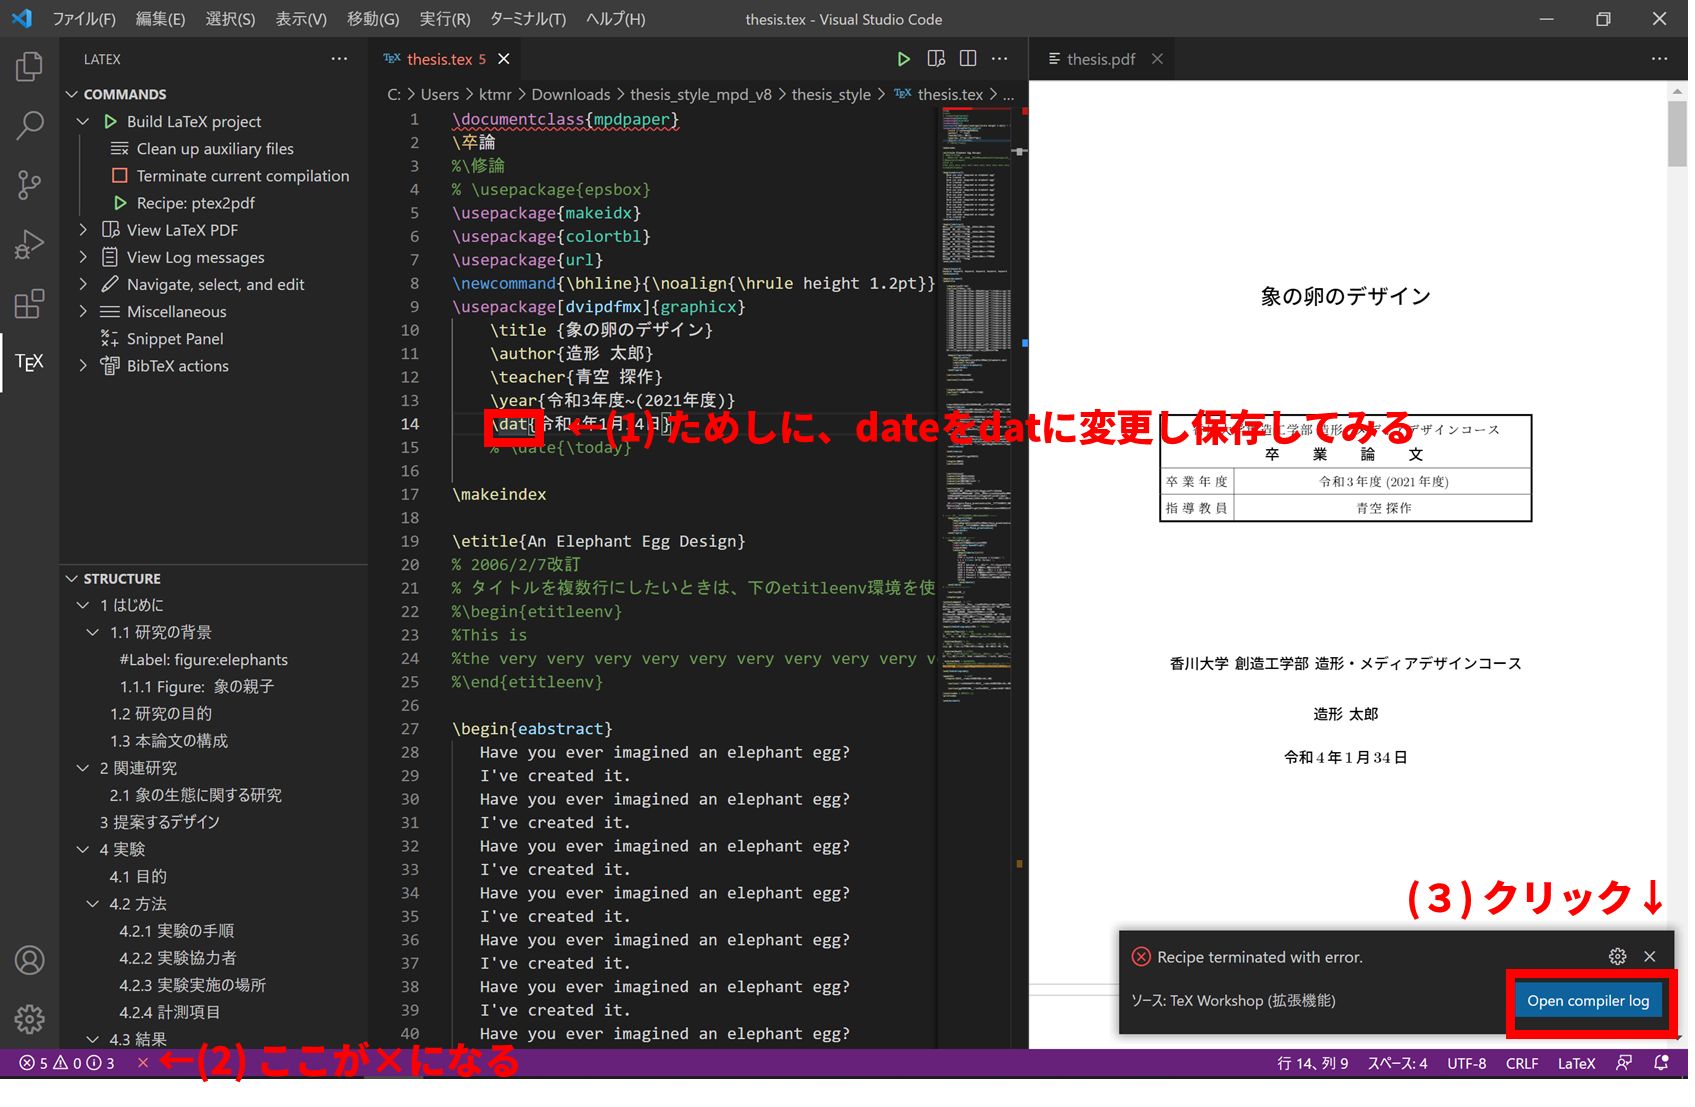 ファイル(F) 編集(E) 選択(S) 表示(V) 移動(G) 実行(R) ターミナル(T) ヘルプ(H) thesis.tex - Visual Studio Code
LATEX
COMMANDS
Build LaTeX project
Clean up auxiliary files
Terminate current compilation
Recipe: ptex2pdf
View LaTeX PDF
View Log messages
Navigate, select, and edit
Miscellaneous
Snippet Panel
BibTeX actions
TEX
STRUCTURE
1 はじめに
1.1 研究の背景
#Label: figure:elephants
1.1.1 Figure: 象の親子
1.2 研究の目的
1.3 本論文の構成
2 関連研究
2.1 象の生態に関する研究
3 提案するデザイン
4 実験
4.1 目的
4.2 方法
4.2.1 実験の手順
4.2.2 実験協力者
4.2.3 実験実施の場所
4.2.4 計測項目
4.3 結果
TEX thesis.tex 5
C: > Users > ktmr > Downloads > thesis_style_mpd_v8 > thesis_style > TEX thesis.tex > ...
1 \documentclass{mpdpaper}
2 \卒論
3 %\修論
4 % \usepackage{epsbox}
5 \usepackage{makeidx}
6 \usepackage{colortbl}
7 \usepackage{url}
8 \newcommand{\bhline}{\noalign{\hrule height 1.2pt}}
9 \usepackage[dvipdfmx]{graphicx}
10 \title {象の卵のデザイン}
11 \author{造形 太郎}
12 \teacher{青空 探作}
13 \year{令和3年度~(2021年度)}
14 \dat{令和4年1月34日}
←(1) ためしに、dateをdatに変更し保存してみる
15 % \date{\today}
16
17 \makeindex
18
19 \etitle{An Elephant Egg Design}
20 % 2006/2/7改訂
21 % タイトルを複数行にしたいときは、下のetitleenv環境を使
22 %\begin{etitleenv}
23 %This is
24 %the very very very very very very very very very v
25 %\end{etitleenv}
26
27 \begin{eabstract}
28 Have you ever imagined an elephant egg?
29 I've created it.
30 Have you ever imagined an elephant egg?
31 I've created it.
32 Have you ever imagined an elephant egg?
33 I've created it.
34 Have you ever imagined an elephant egg?
35 I've created it.
36 Have you ever imagined an elephant egg?
37 I've created it.
38 Have you ever imagined an elephant egg?
39 I've created it.
40 Have you ever imagined an elephant egg?
thesis.pdf
象の卵のデザイン
香川大学創造工学部 造形・メディアデザインコース
卒 業 論 文
卒業年度 令和3年度 (2021年度)
指導教員 青空 探作
香川大学 創造工学部 造形・メディアデザインコース
造形 太郎
令和4年1月34日
(３) クリック↓
Recipe terminated with error.
ソース: TeX Workshop (拡張機能)
Open compiler log
5 0 3 × ←(2) ここが×になる
行 14、列 9 スペース: 4 UTF-8 CRLF LaTeX